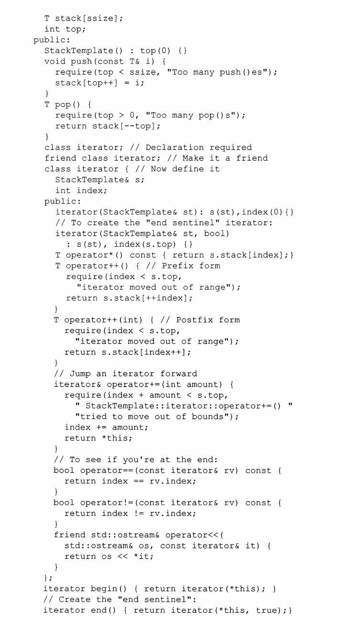 T stack[ssize];
int top;
public:
StackTemplate() : top(0) {}
void push(const T& i) {
require(top < ssize, "Too many push()es");
stack[top++] = i;
}
T pop() {
require(top > 0, "Too many pop()s");
return stack[--top];
}
class iterator; // Declaration required
friend class iterator; // Make it a friend
class iterator { // Now define it
StackTemplate& s;
int index;
public:
iterator(StackTemplate& st): s(st),index(0){}
// To create the "end sentinel" iterator:
iterator(StackTemplate& st, bool)
: s(st), index(s.top) {}
T operator*() const { return s.stack[index];}
T operator++() { // Prefix form
require(index < s.top,
"iterator moved out of range");
return s.stack[++index];
}
T operator++(int) { // Postfix form
require(index < s.top,
"iterator moved out of range");
return s.stack[index++];
}
// Jump an iterator forward
iterator& operator+=(int amount) {
require(index + amount < s.top,
" StackTemplate::iterator::operator+=() "
"tried to move out of bounds");
index += amount;
return *this;
}
// To see if you're at the end:
bool operator==(const iterator& rv) const {
return index == rv.index;
}
bool operator!=(const iterator& rv) const {
return index != rv.index;
}
friend std::ostream& operator<<(
std::ostream& os, const iterator& it) {
return os << *it;
}
};
iterator begin() { return iterator(*this); }
// Create the "end sentinel":
iterator end() { return iterator(*this, true);}